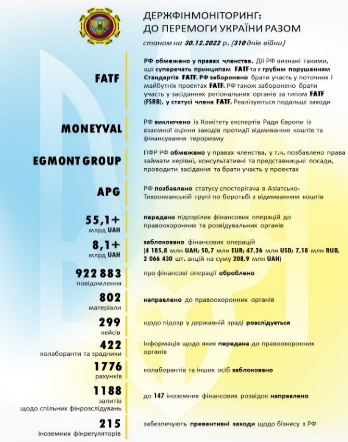 ДЕРЖФІНМОНІТОРИНГ:
ДО ПЕРЕМОГИ УКРАЇНИ РАЗОМ
станом на 30.12.2022 р (310 днів війни)
FATF
РФ обмежено у правах членства. Дії РФ визнані такими,
що суперечать принципам FATF та є грубим порушенням
Стандартів FATF. РФ заборонено брати участь у поточних і
майбутніх проектах FATF. РФ також заборонено брати
участь у засіданнях регіональних органів за типом FATF
(FSRB), у статусі члена FATF. Реалізуються подальші заходи
MONEYVAL
РФ виключено із Комітету експертів Ради Європи із
взаємної оцінки заходів протидії відмиванню коштів та
фінансування тероризму
EGMONT GROUP
ПФР РФ обмежено у правах членства, у т.ч. позбавлено права
займати керівні, консультативні та представницькі посади,
проводити засідання та брати участь у проектах
APG
РФ позбавлено статусу спостерігача в Азіатсько-
Тихоокеанській групі по боротьбі з відмиванням коштів
55,1+
млрд UAH
передано підозрілих фінансових операцій до
правоохоронних та розвідувальних органів
8,1+
млрд UAH
заблоковано фінансових операцій
(4 185,8 млн UAH; 50,7 млн EUR; 47,26 млн USD; 7,18 млн RUB,
2 066 430 шт. акцій на суму 208,9 млн UAH)
922 883
повідомлення
про фінансові операції оброблено
802
матеріали
направлено до правоохоронних органів
299
кейсів
щодо підозр у державній зраді розслідується
422
колаборанти та зрадники
інформація щодо яких передана до правоохоронних
органів
1776
рахунків
колаборантів та інших осіб заблоковано
1188
запитів
щодо спільних фінрозслідувань
до 147 іноземних фінансових розвідок направлено
215
іноземних фінрегуляторів
забезпечують превентивні заходи щодо бізнесу з РФ